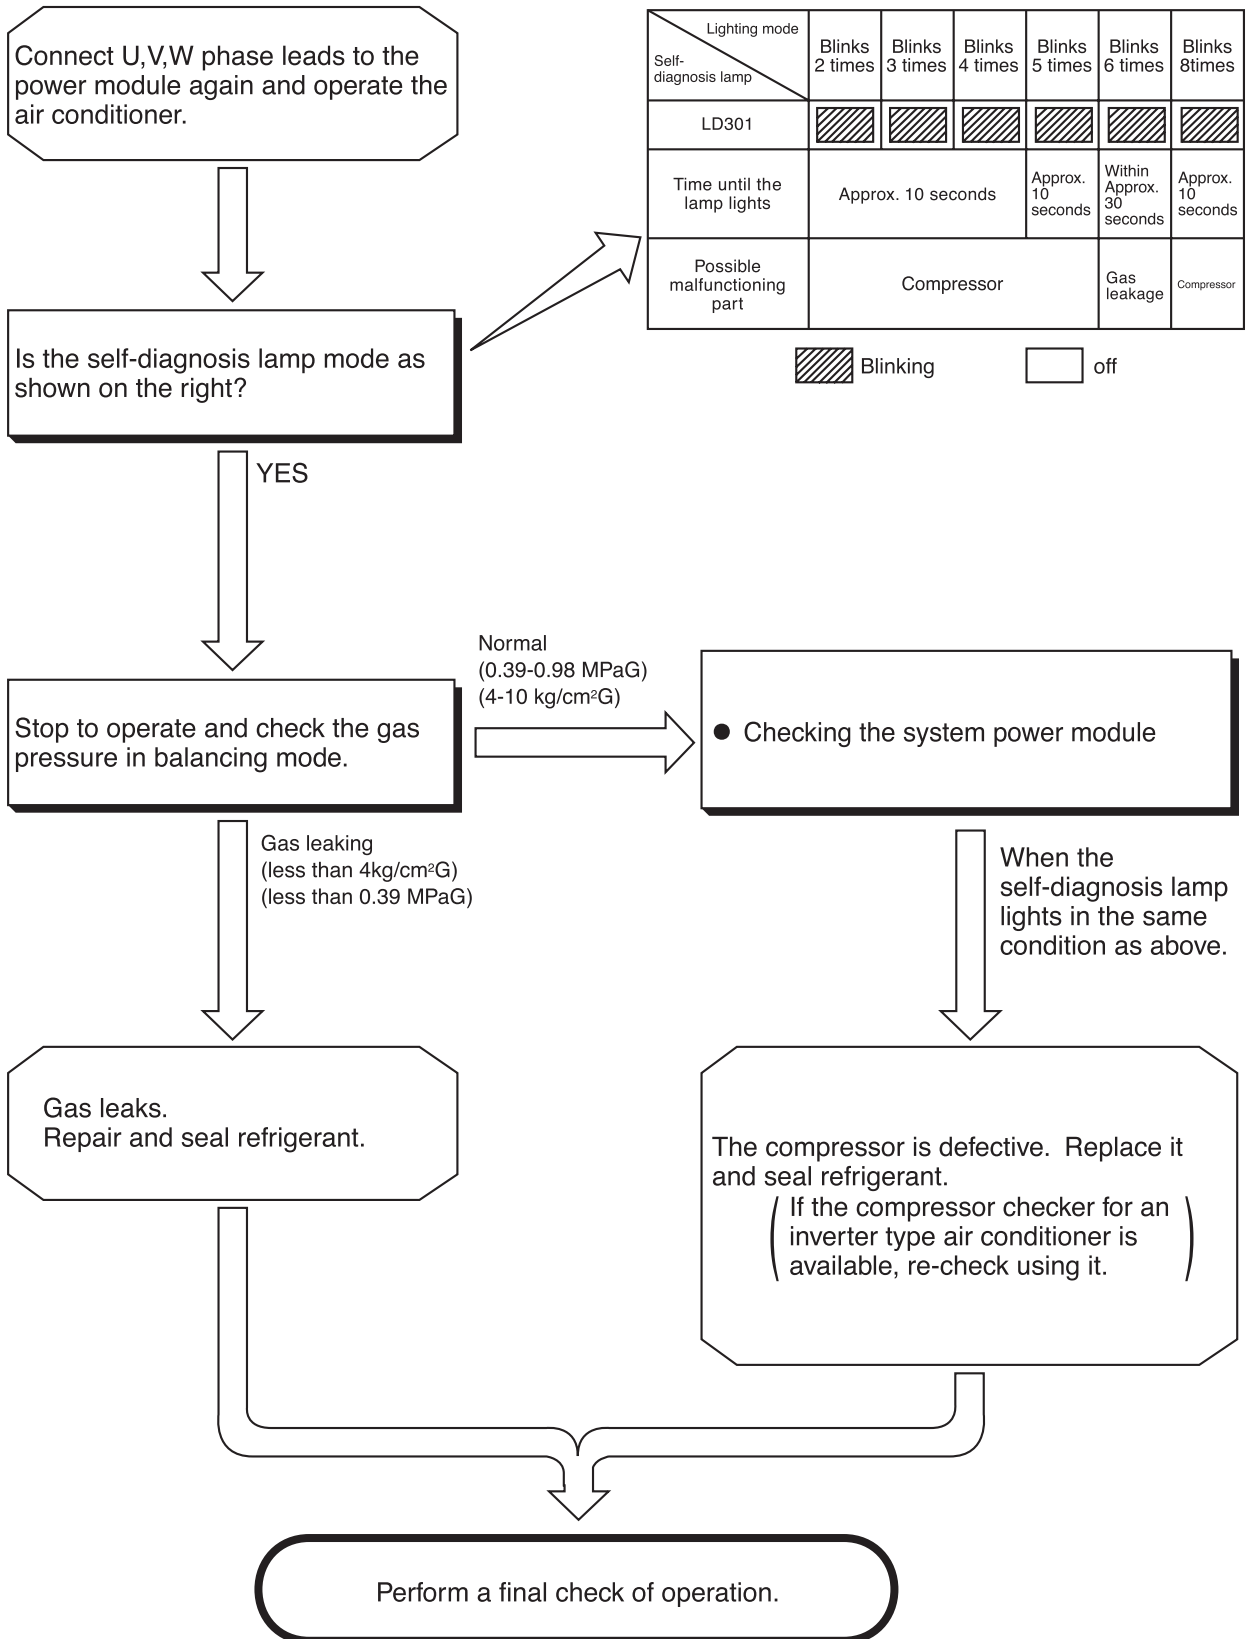 Connect U,V,W phase leads to the
power module again and operate the
air conditioner.
Lighting mode
Self-
diagnosis lamp
Blinks
2 times
Blinks
3 times
Blinks
4 times
Blinks
5 times
Blinks
6 times
Blinks
8times
LD301
Time until the
lamp lights
Approx. 10 seconds
Approx.
10
seconds
Within
Approx.
30
seconds
Approx.
10
seconds
Possible
malfunctioning
part
Compressor
Gas
leakage
Compressor
Blinking
off
Is the self-diagnosis lamp mode as
shown on the right?
YES
Stop to operate and check the gas
pressure in balancing mode.
Normal
(0.39-0.98 MPaG)
(4-10 kg/cm²G)
● Checking the system power module
Gas leaking
(less than 4kg/cm²G)
(less than 0.39 MPaG)
When the
self-diagnosis lamp
lights in the same
condition as above.
Gas leaks.
Repair and seal refrigerant.
The compressor is defective.  Replace it
and seal refrigerant.
(If the compressor checker for an
inverter type air conditioner is
available, re-check using it.)
Perform a final check of operation.